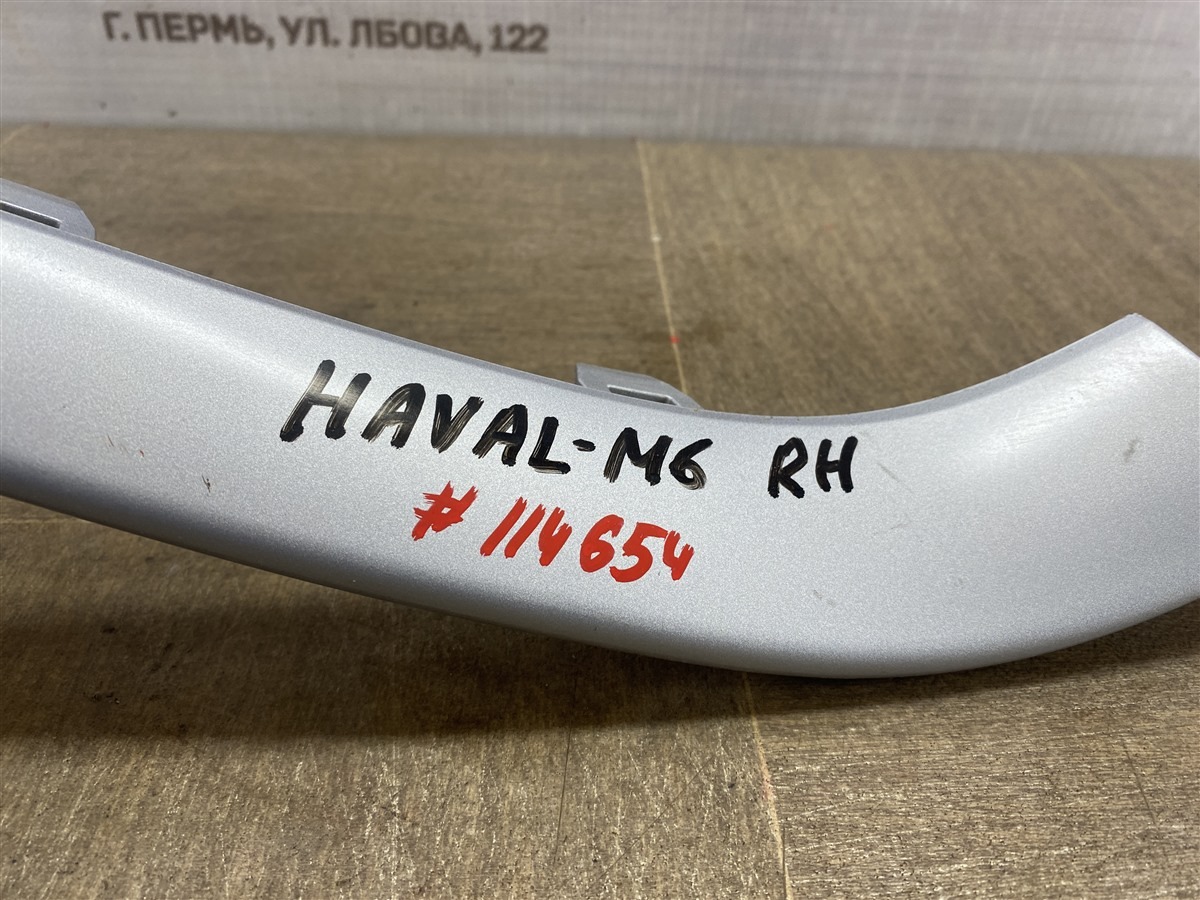 Г. ПЕРМЬ, УЛ. ЛБОВА, 122
HAVAL-M6 RH
#114654